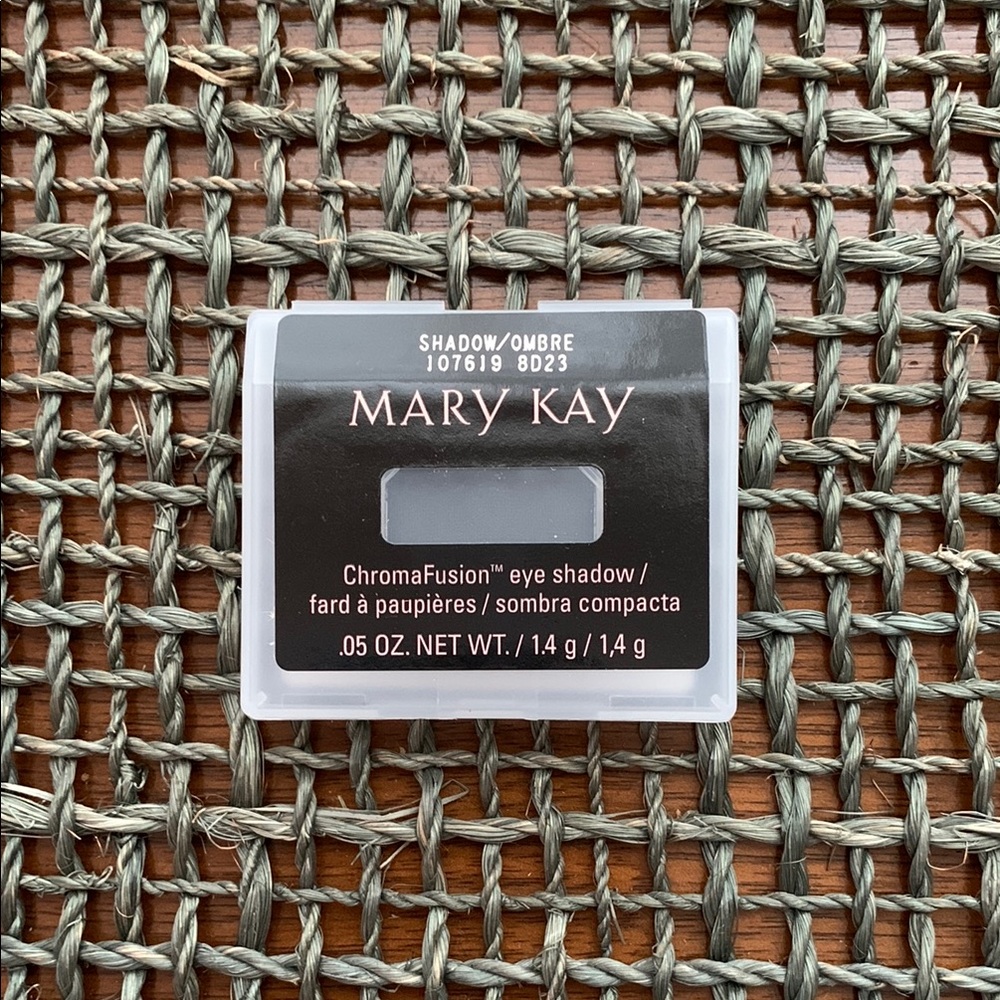 SHADOW/OMBRE
107619 8D23
MARY KAY
ChromaFusion™ eye shadow /
fard à paupières / sombra compacta
.05 OZ. NET WT. / 1.4 g / 1,4 g